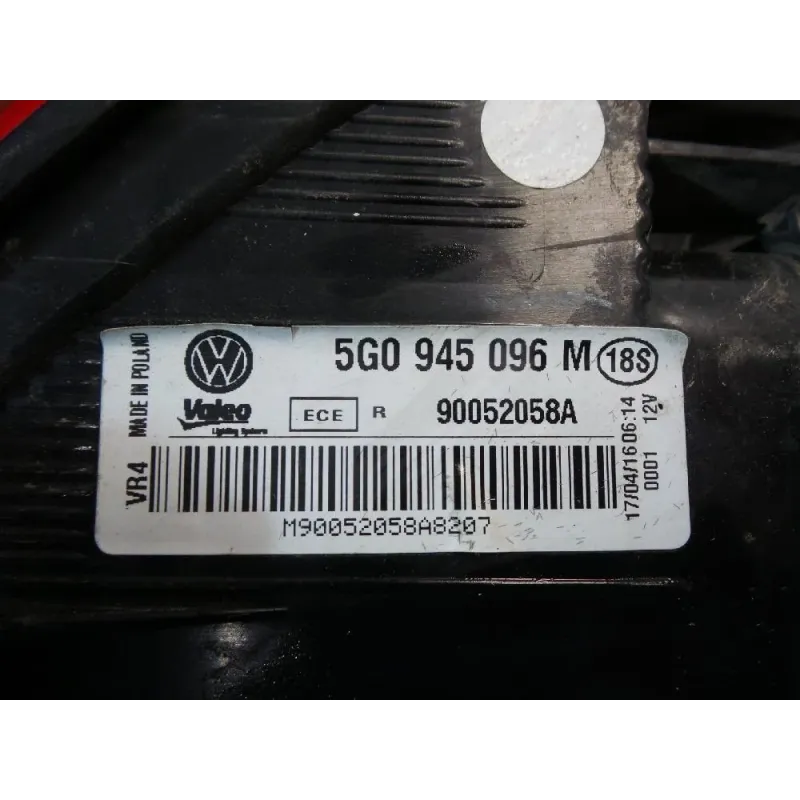 VR4
MADE IN POLAND
VW
Valeo
Lighting Systems
ECE
R
5G0 945 096 M 18S
90052058A
M90052058A8207
17/04/16 06:14
0001 12V